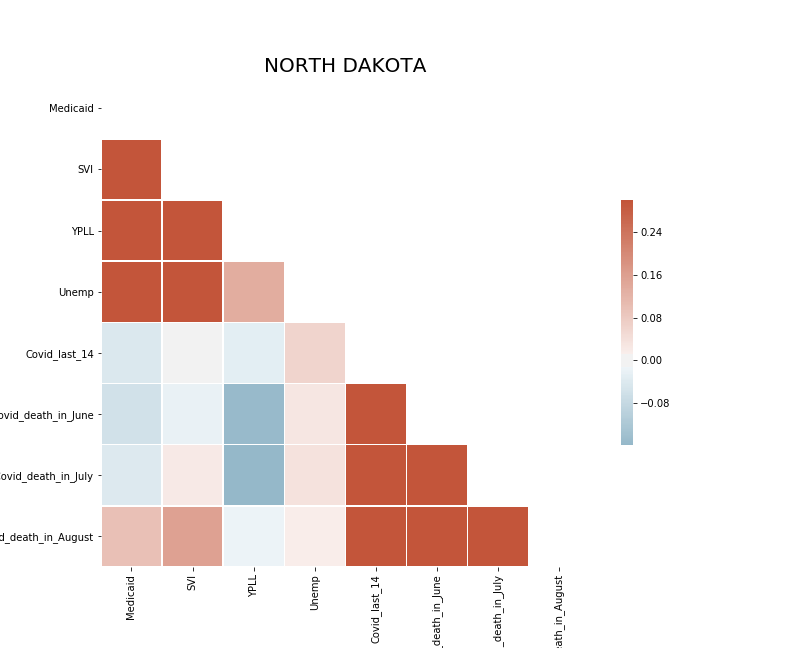 NORTH DAKOTA
Medicaid
SVI
YPLL
Unemp
Covid_last_14
ovid_death_in_June
ovid_death_in_July
d_death_in_August
0.24
0.16
0.08
0.00
−0.08
Medicaid
SVI
YPLL
Unemp
Covid_last_14
_death_in_June
_death_in_July
eath_in_August